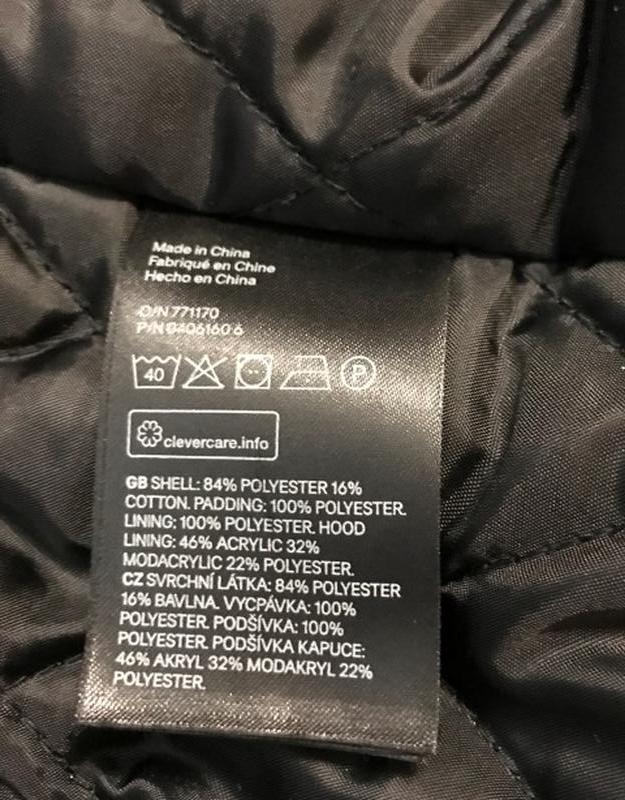 Made in China
Fabriqué en Chine
Hecho en China
O/N 771170
P/N 0406160 6
40
P
clevercare.info
GB SHELL: 84% POLYESTER 16%
COTTON. PADDING: 100% POLYESTER.
LINING: 100% POLYESTER. HOOD
LINING: 46% ACRYLIC 32%
MODACRYLIC 22% POLYESTER.
CZ SVRCHNÍ LÁTKA: 84% POLYESTER
16% BAVLNA. VYCPÁVKA: 100%
POLYESTER. PODŠÍVKA: 100%
POLYESTER. PODŠÍVKA KAPUCE:
46% AKRYL 32% MODAKRYL 22%
POLYESTER.